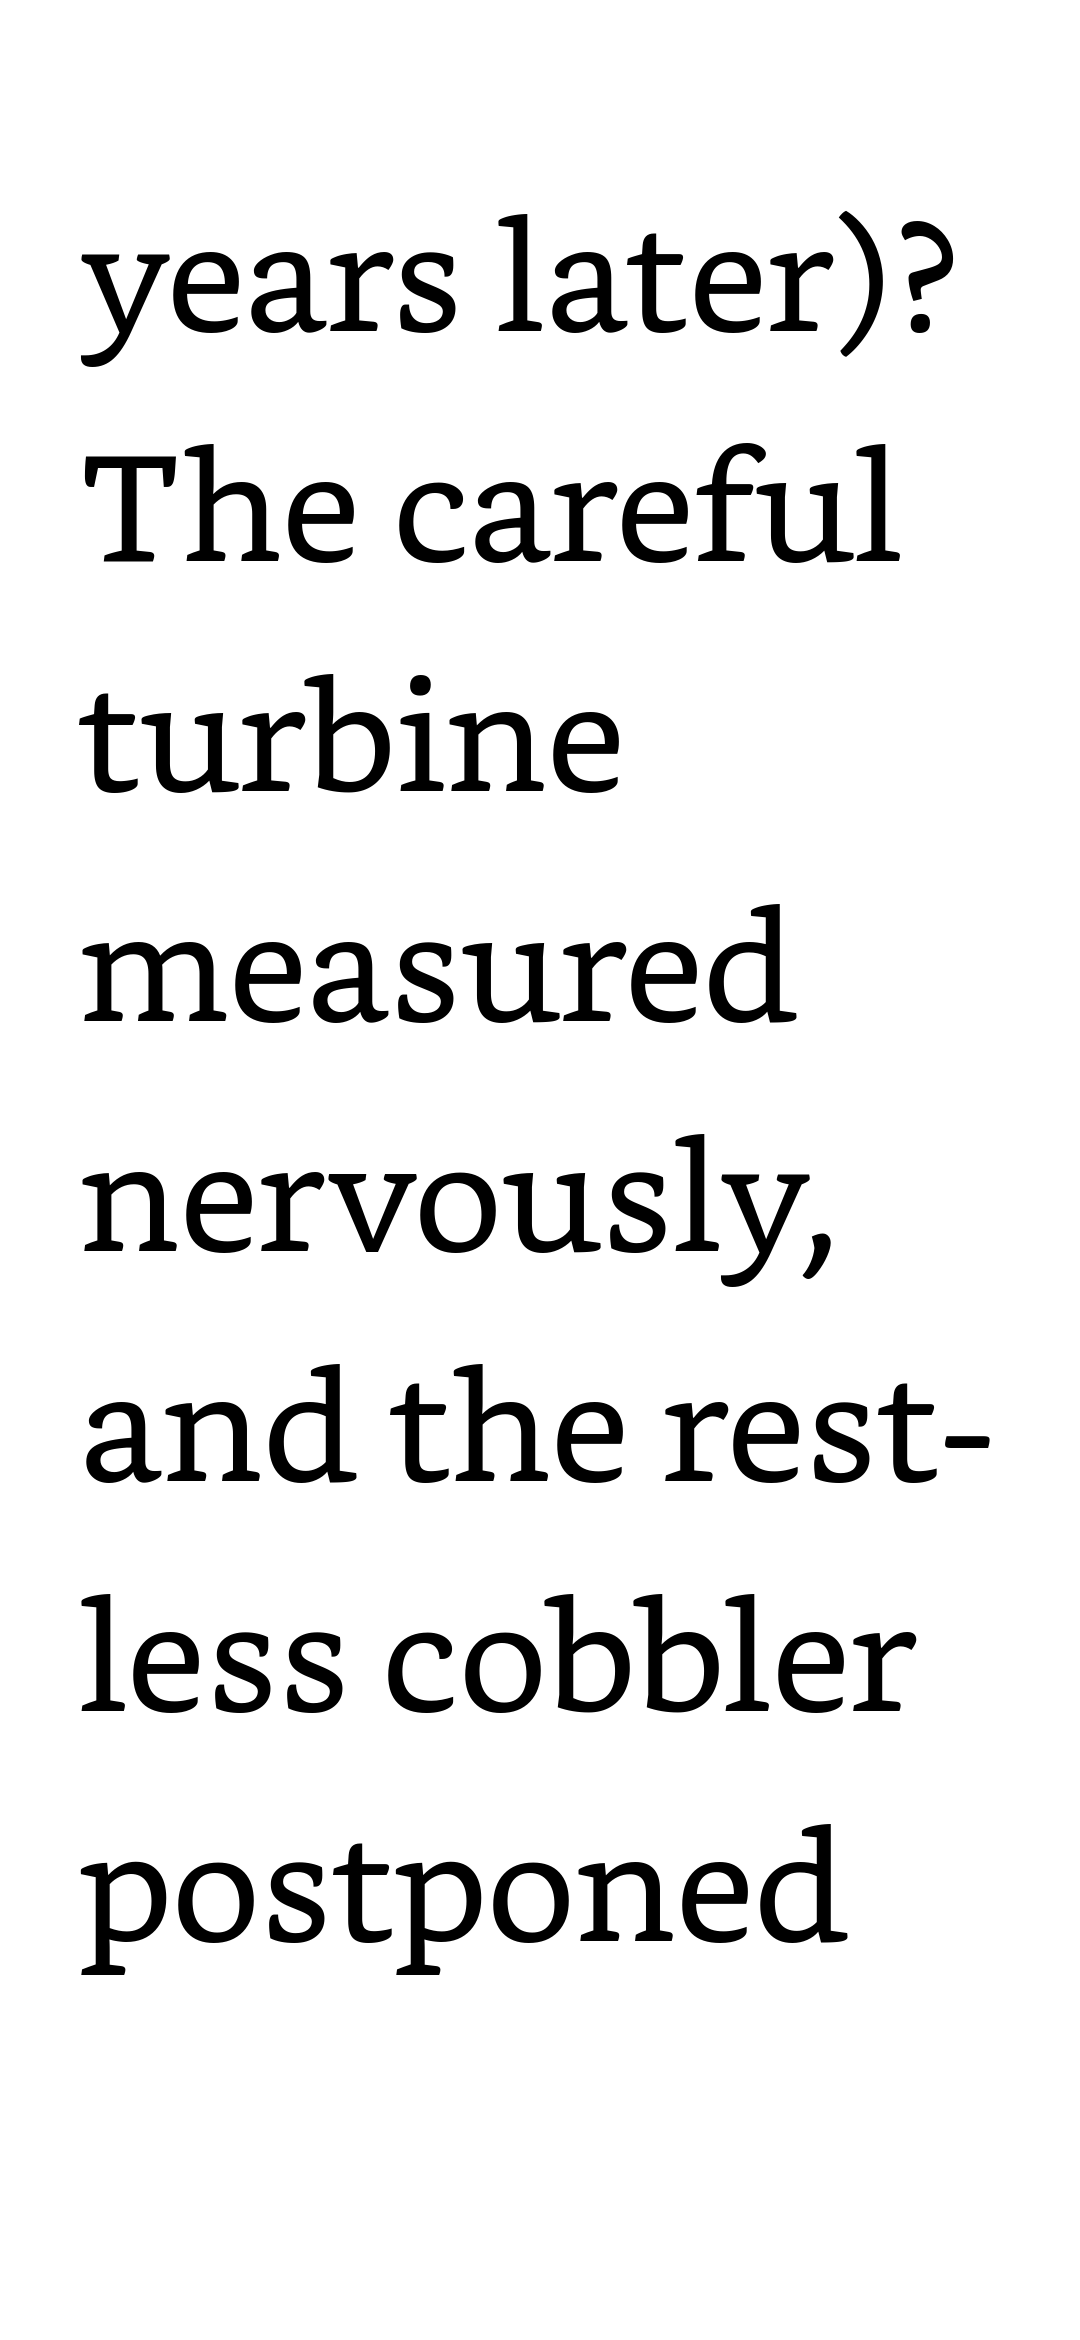 years later)?
The careful
turbine
measured
nervously,
and the rest-
less cobbler
postponed